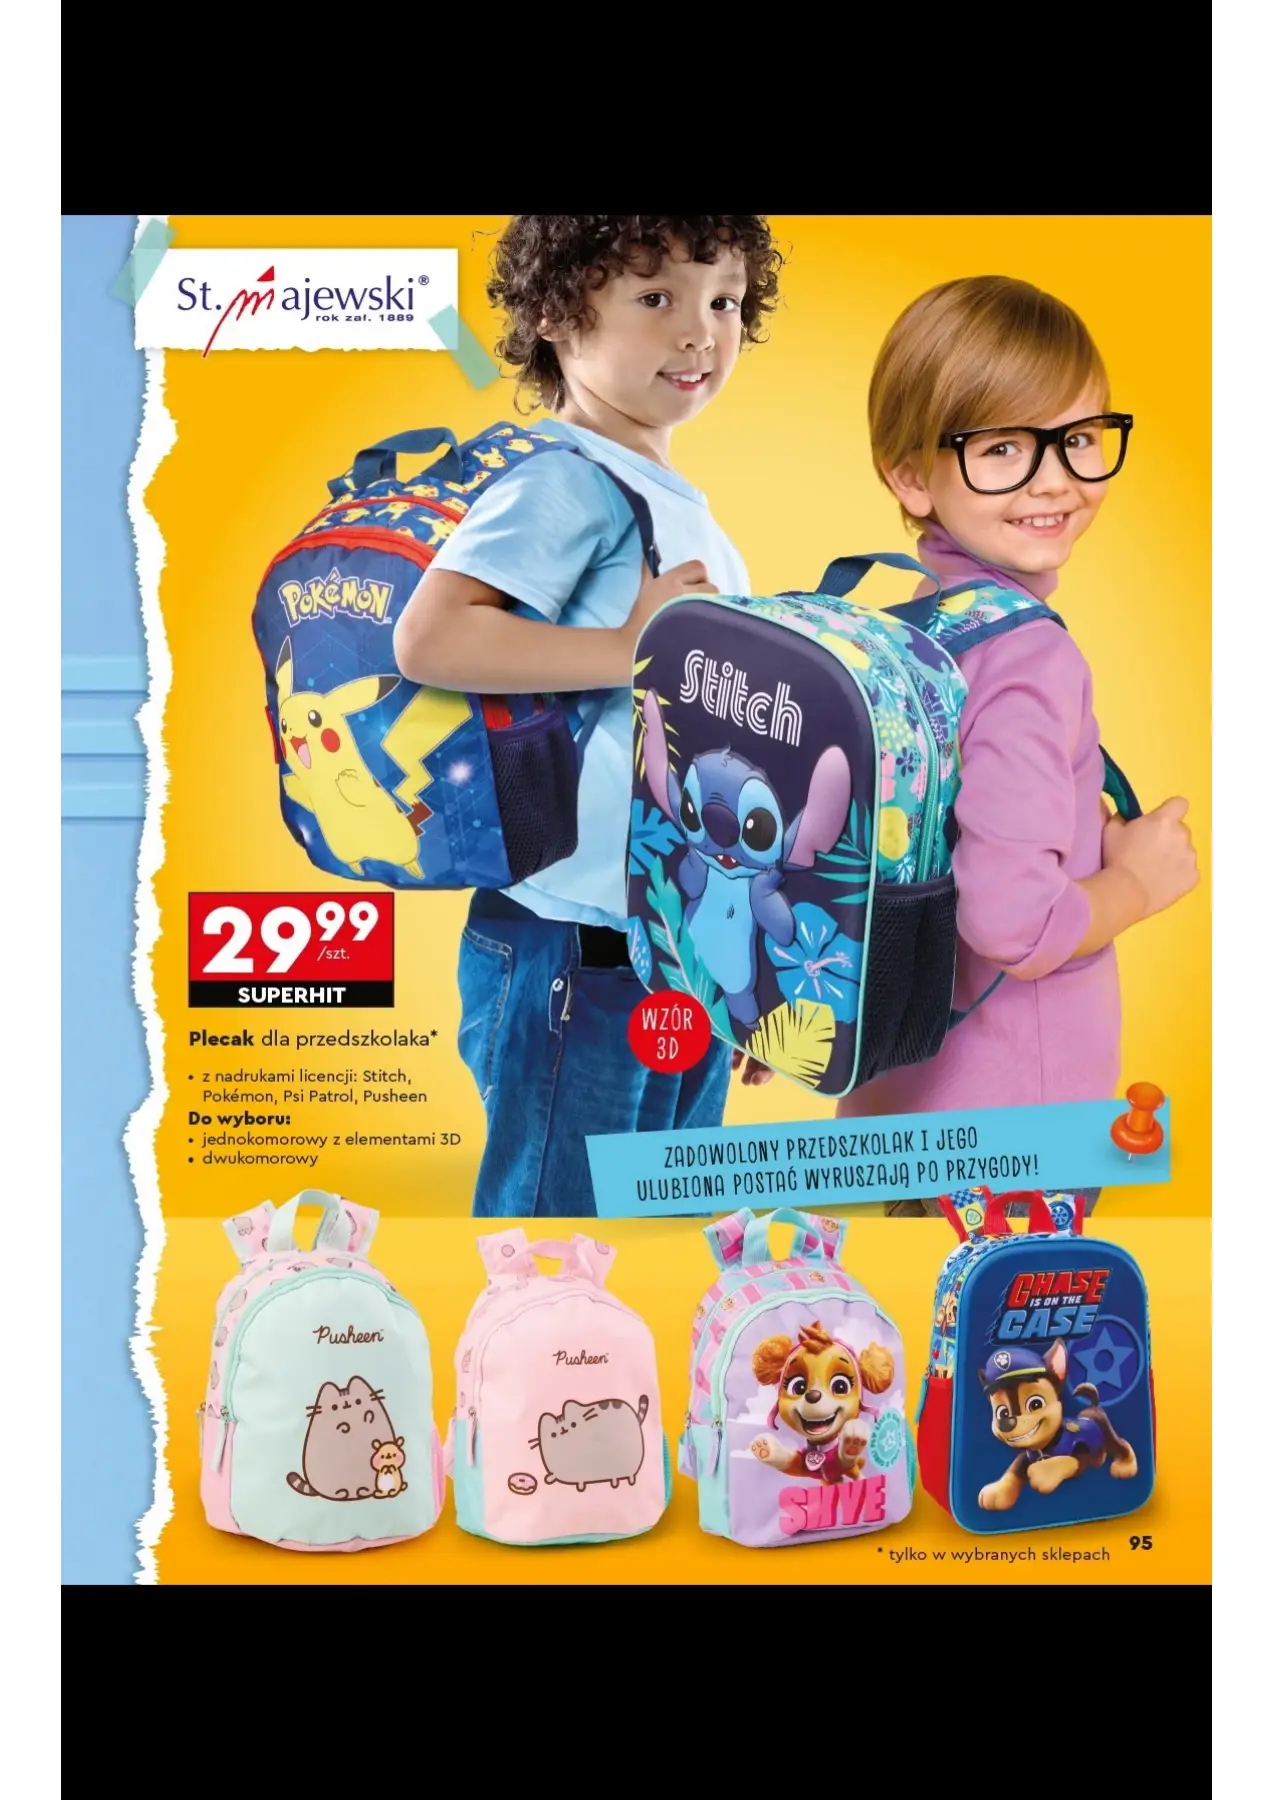 St. Majewski®
rok zał. 1889
POKÉMON
Stitch
29 99
/szt.
SUPERHIT
WZÓR
3D
Plecak dla przedszkolaka*
• z nadrukami licencji: Stitch,
Pokémon, Psi Patrol, Pusheen
Do wyboru:
• jednokomorowy z elementami 3D
• dwukomorowy
ZADOWOLONY PRZEDSZKOLAK I JEGO
ULUBIONA POSTAĆ WYRUSZAJĄ PO PRZYGODY!
Pusheen
Pusheen
SKYE
CHASE
IS ON THE
CASE
* tylko w wybranych sklepach
95